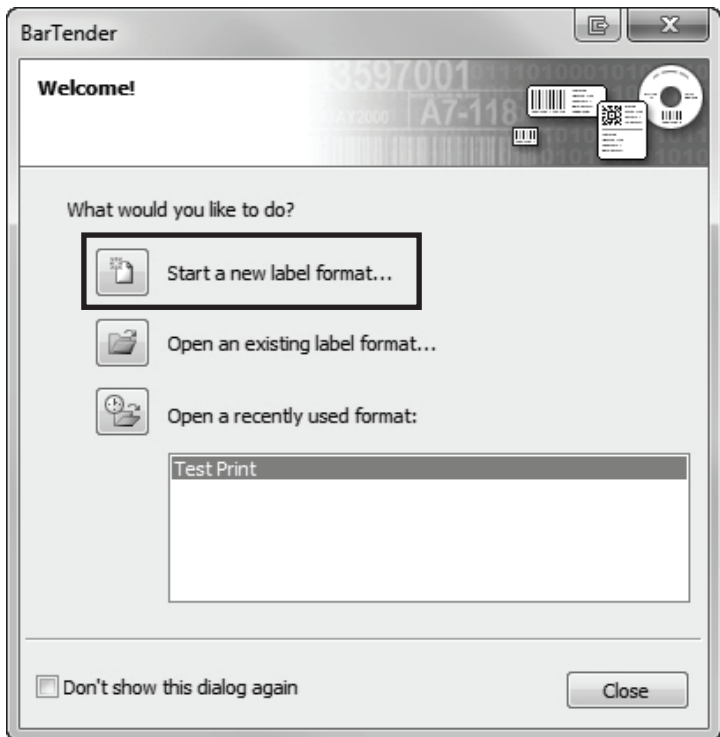 BarTender
Welcome!
3597001
A7-118
What would you like to do?
Start a new label format...
Open an existing label format...
Open a recently used format:
Test Print
Don't show this dialog again
Close